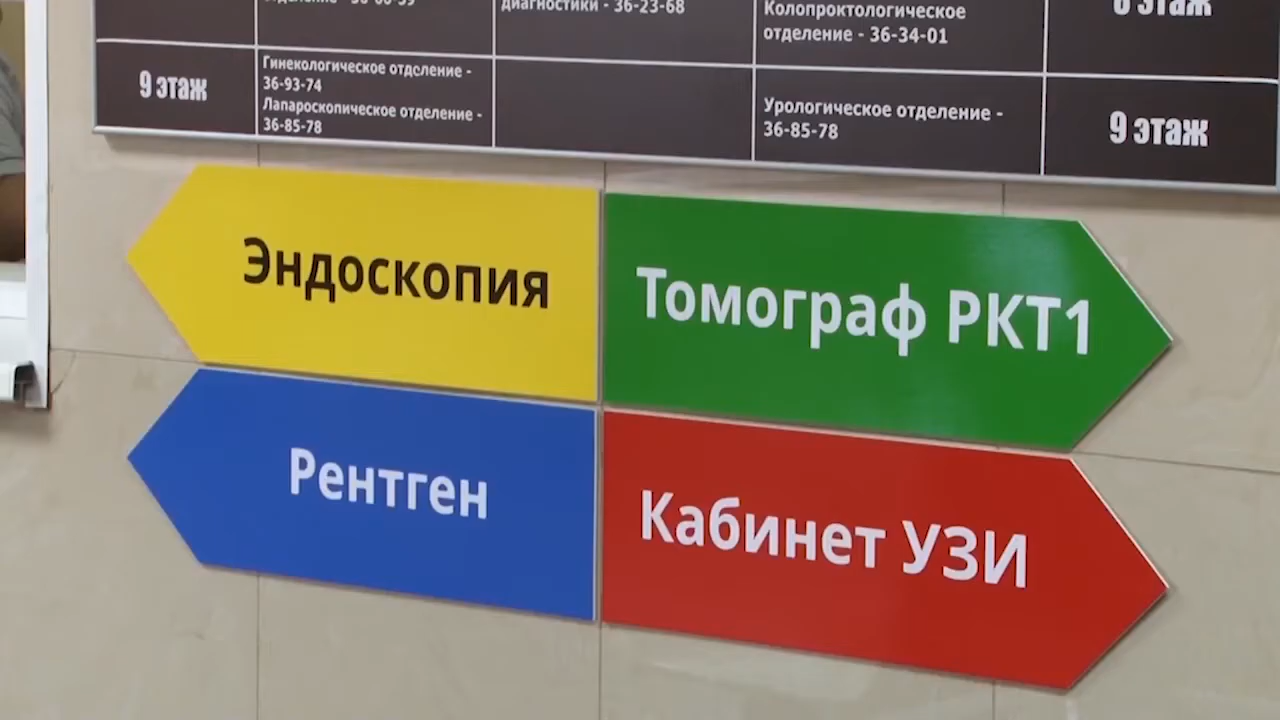 диагностики - 36-23-68
Колопроктологическое
отделение - 36-34-01
этаж
9 этаж
Гинекологическое отделение -
36-93-74
Лапароскопическое отделение -
36-85-78
Урологическое отделение -
36-85-78
9 этаж
Эндоскопия
Томограф РКТ1
Рентген
Кабинет УЗИ